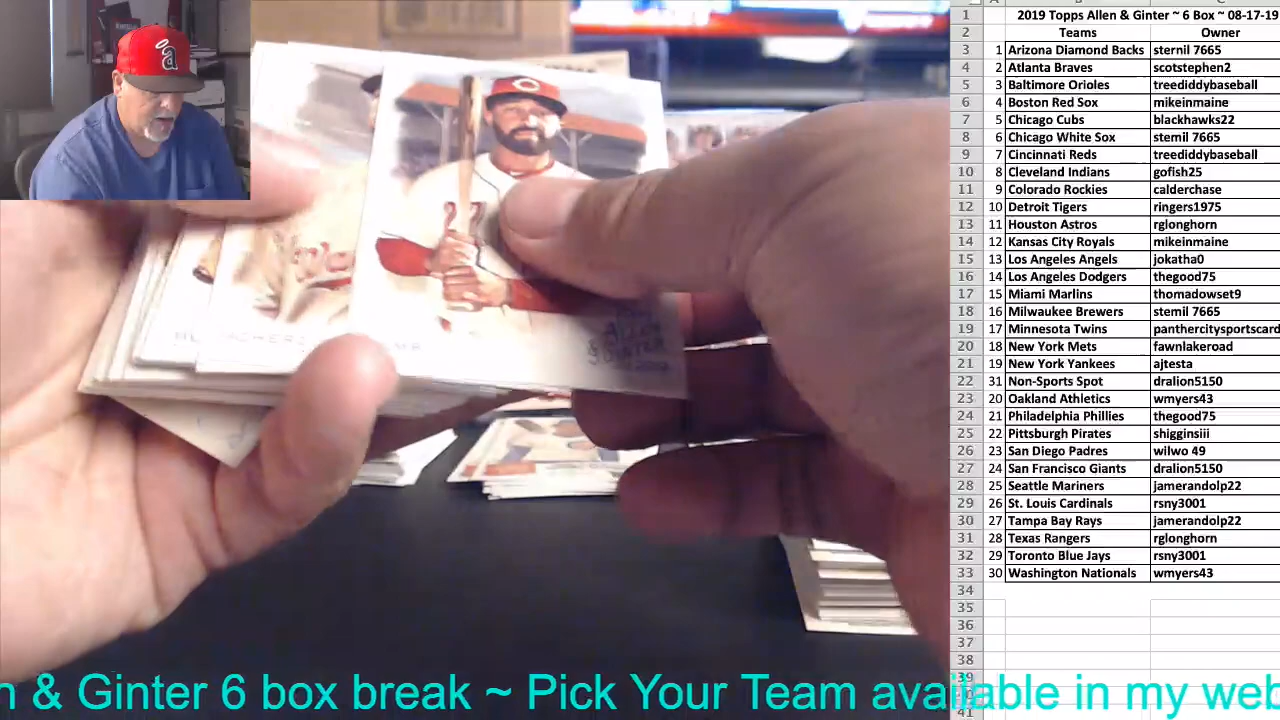 2019 Topps Allen & Ginter ~ 6 Box ~ 08-17-19
Teams Owner
1 Arizona Diamond Backs sternil 7665
2 Atlanta Braves scotstephen2
3 Baltimore Orioles treediddybaseball
4 Boston Red Sox mikeinmaine
5 Chicago Cubs blackhawks22
6 Chicago White Sox sternil 7665
7 Cincinnati Reds treediddybaseball
8 Cleveland Indians gofish25
9 Colorado Rockies calderchase
10 Detroit Tigers ringers1975
11 Houston Astros rglonghorn
12 Kansas City Royals mikeinmaine
13 Los Angeles Angels jokatha0
14 Los Angeles Dodgers thegood75
15 Miami Marlins thomadowset9
16 Milwaukee Brewers sternil 7665
17 Minnesota Twins panthercitysportscard
18 New York Mets fawnlakeroad
19 New York Yankees ajtesta
31 Non-Sports Spot dralion5150
20 Oakland Athletics wmyers43
21 Philadelphia Phillies thegood75
22 Pittsburgh Pirates shigginsiii
23 San Diego Padres wilwo 49
24 San Francisco Giants dralion5150
25 Seattle Mariners jamerandolp22
26 St. Louis Cardinals rsny3001
27 Tampa Bay Rays jamerandolp22
28 Texas Rangers rglonghorn
29 Toronto Blue Jays rsny3001
30 Washington Nationals wmyers43
n & Ginter 6 box break ~ Pick Your Team available in my web